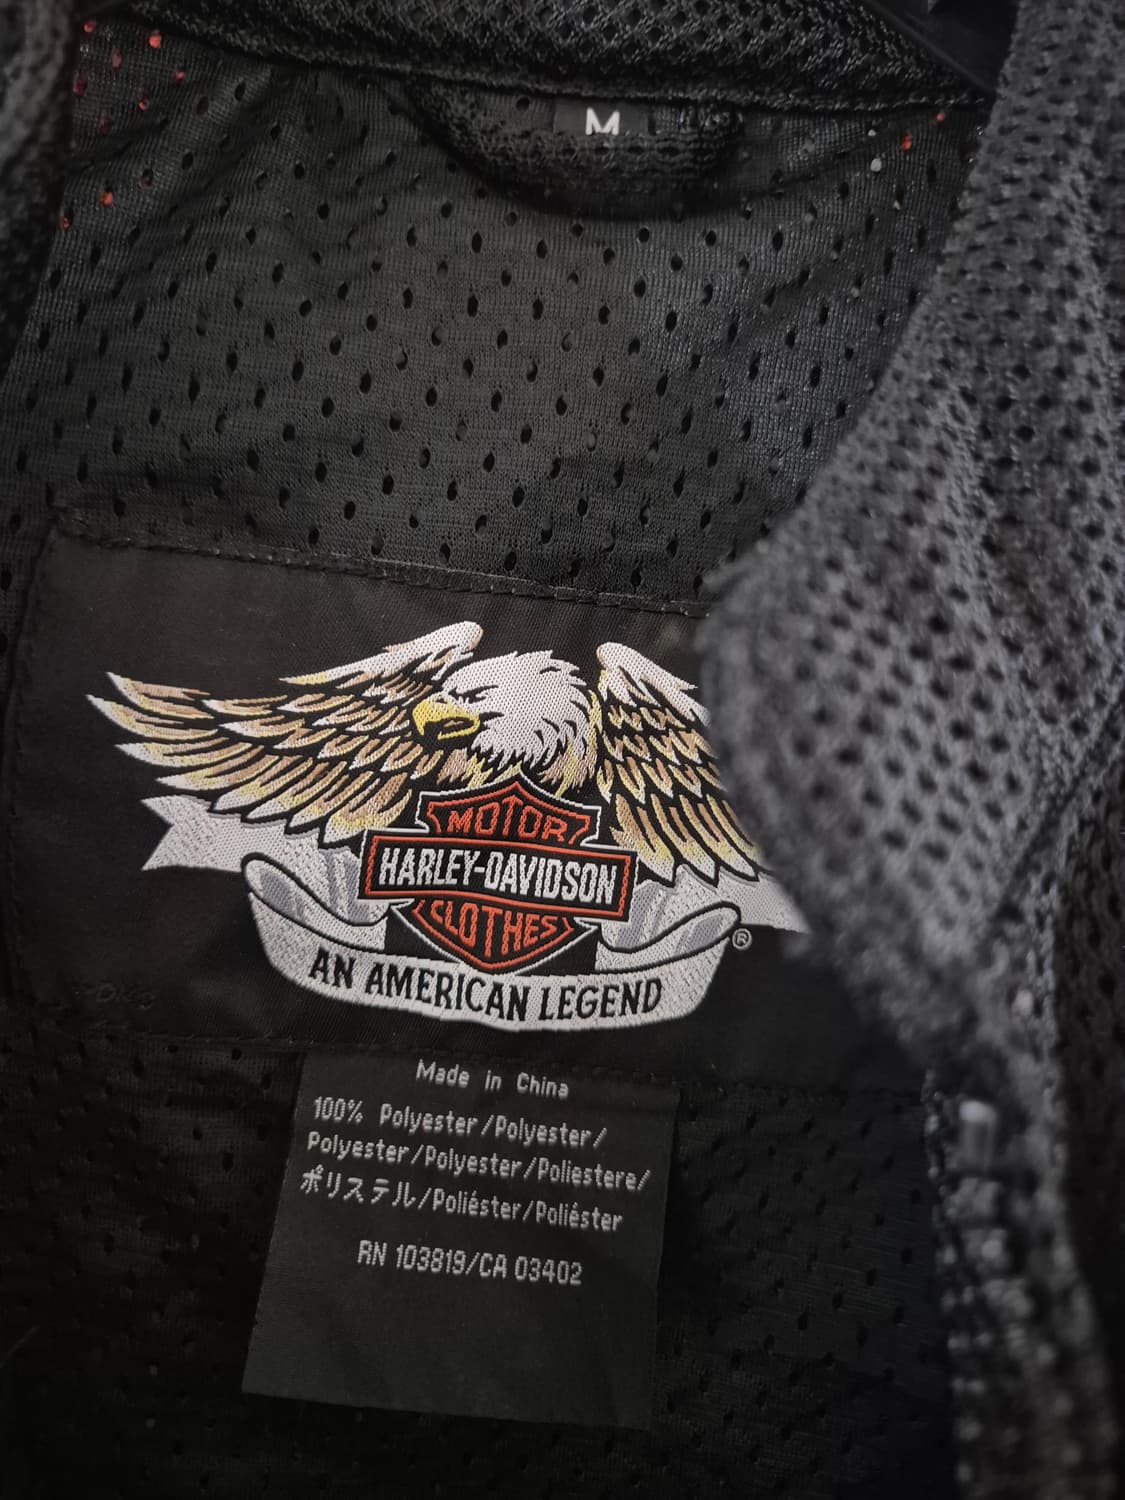 M
MOTOR
HARLEY-DAVIDSON
CLOTHES
®
AN AMERICAN LEGEND
Made in China
100% Polyester/Polyester/
Polyester/Polyester/Poliestere/
ポリステル/Poliéster/Poliéster
RN 103819/CA 03402